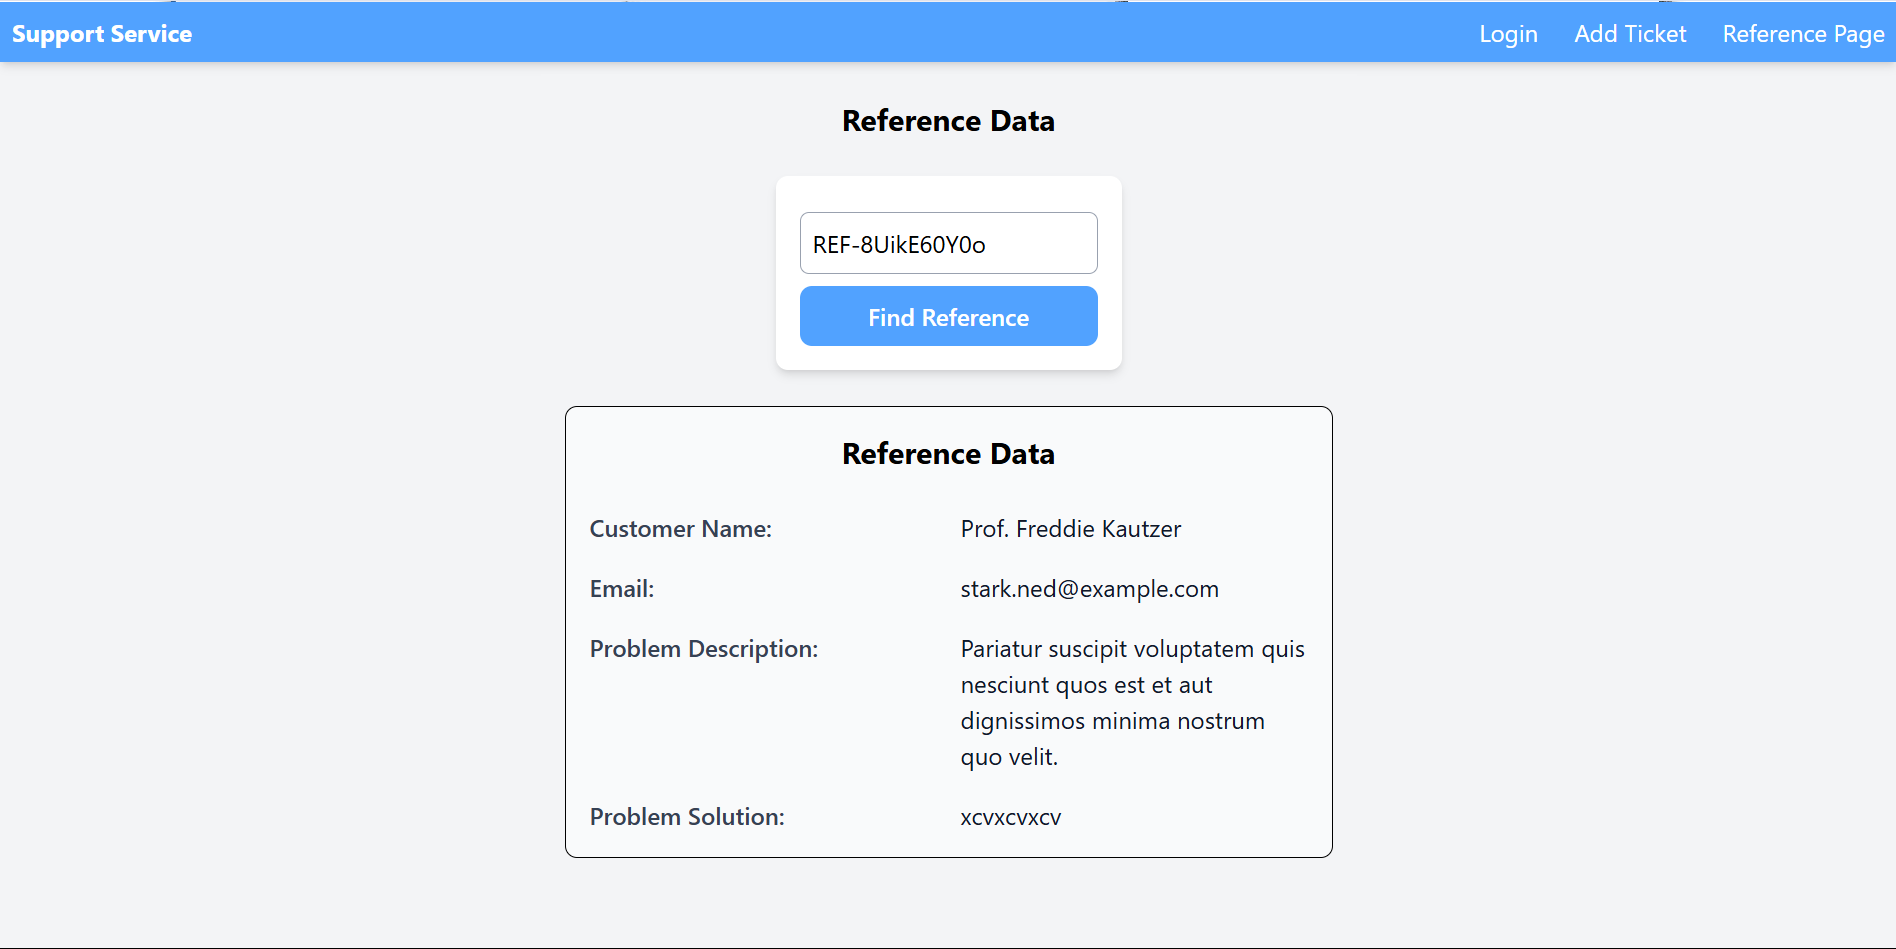 Support Service
Login
Add Ticket
Reference Page
Reference Data
REF-8UikE60Y0o
Find Reference
Reference Data
Customer Name:
Prof. Freddie Kautzer
Email:
stark.ned@example.com
Problem Description:
Pariatur suscipit voluptatem quis
nesciunt quos est et aut
dignissimos minima nostrum
quo velit.
Problem Solution:
xcvxcvxcv